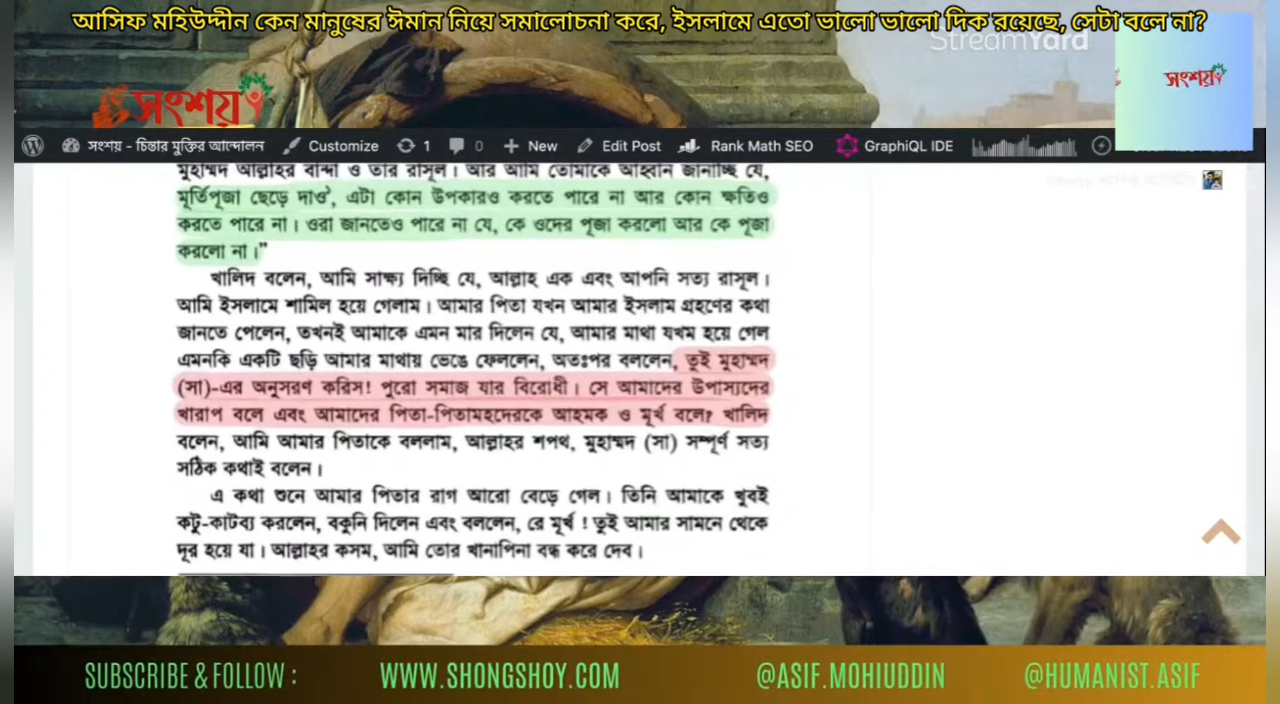 আসিফ মহিউদ্দীন কেন মানুষের ঈমান নিয়ে সমালোচনা করে, ইসলামে এতো ভালো ভালো দিক রয়েছে, সেটা বলে না?
StreamYard
সংশয়
সংশয়
সংশয় - চিন্তার মুক্তির আন্দোলন Customize 1 0 New Edit Post Rank Math SEO GraphiQL IDE
মুহাম্মদ আল্লাহর বান্দা ও তাঁর রাসূল। আর আমি তোমাকে আহ্বান জানাচ্ছি যে,
মূর্তিপূজা ছেড়ে দাও', এটা কোন উপকারও করতে পারে না আর কোন ক্ষতিও
করতে পারে না। ওরা জানতেও পারে না যে, কে ওদের পূজা করলো আর কে পূজা
করলো না।”
খালিদ বলেন, আমি সাক্ষ্য দিচ্ছি যে, আল্লাহ এক এবং আপনি সত্য রাসূল।
আমি ইসলামে শামিল হয়ে গেলাম। আমার পিতা যখন আমার ইসলাম গ্রহণের কথা
জানতে পেলেন, তখনই আমাকে এমন মার দিলেন যে, আমার মাথা যখম হয়ে গেল
এমনকি একটি ছড়ি আমার মাথায় ভেঙে ফেললেন, অতঃপর বললেন, তুই মুহাম্মদ
(সা)-এর অনুসরণ করিস! পুরো সমাজ যার বিরোধী। সে আমাদের উপাস্যদের
খারাপ বলে এবং আমাদের পিতা-পিতামহদেরকে আহমক ও মূর্খ বলে? খালিদ
বলেন, আমি আমার পিতাকে বললাম, আল্লাহর শপথ, মুহাম্মদ (সা) সম্পূর্ণ সত্য
সঠিক কথাই বলেন।
এ কথা শুনে আমার পিতার রাগ আরো বেড়ে গেল। তিনি আমাকে খুবই
কটু-কাটব্য করলেন, বকুনি দিলেন এবং বললেন, রে মূর্খ! তুই আমার সামনে থেকে
দূর হয়ে যা। আল্লাহর কসম, আমি তোর খানাপিনা বন্ধ করে দেব।
SUBSCRIBE & FOLLOW : WWW.SHONGSHOY.COM @ASIF.MOHIUDDIN @HUMANIST.ASIF